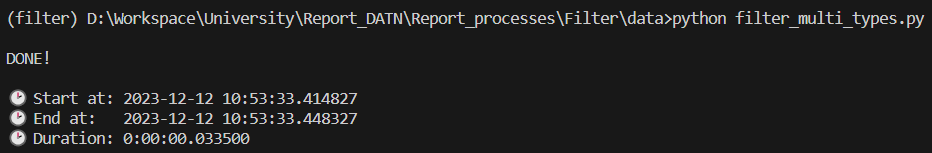 (filter) D:\Workspace\University\Report_DATN\Report_processes\Filter\data>python filter_multi_types.py
DONE!
🕑 Start at: 2023-12-12 10:53:33.414827
🕑 End at:   2023-12-12 10:53:33.448327
🕑 Duration: 0:00:00.033500